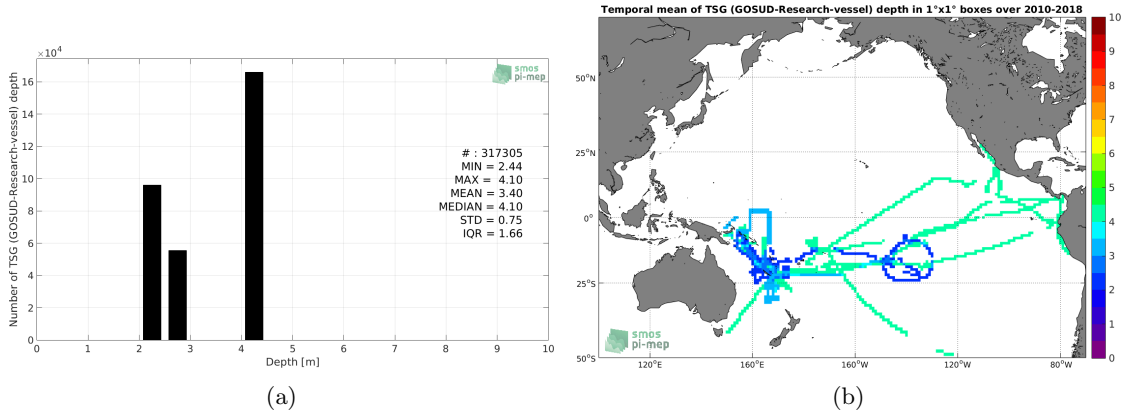 ×10⁴
16
14
12
10
8
6
4
2
0
Number of TSG (GOSUD-Research-vessel) depth
0 1 2 3 4 5 6 7 8 9 10
Depth [m]
smos
pi-mep
# : 317305
MIN = 2.44
MAX = 4.10
MEAN = 3.40
MEDIAN = 4.10
STD = 0.75
IQR = 1.66
(a)
Temporal mean of TSG (GOSUD-Research-vessel) depth in 1°x1° boxes over 2010-2018
50°N
25°N
0°
25°S
50°S
120°E 160°E 160°W 120°W 80°W
smos
pi-mep
10
9
8
7
6
5
4
3
2
1
0
(b)